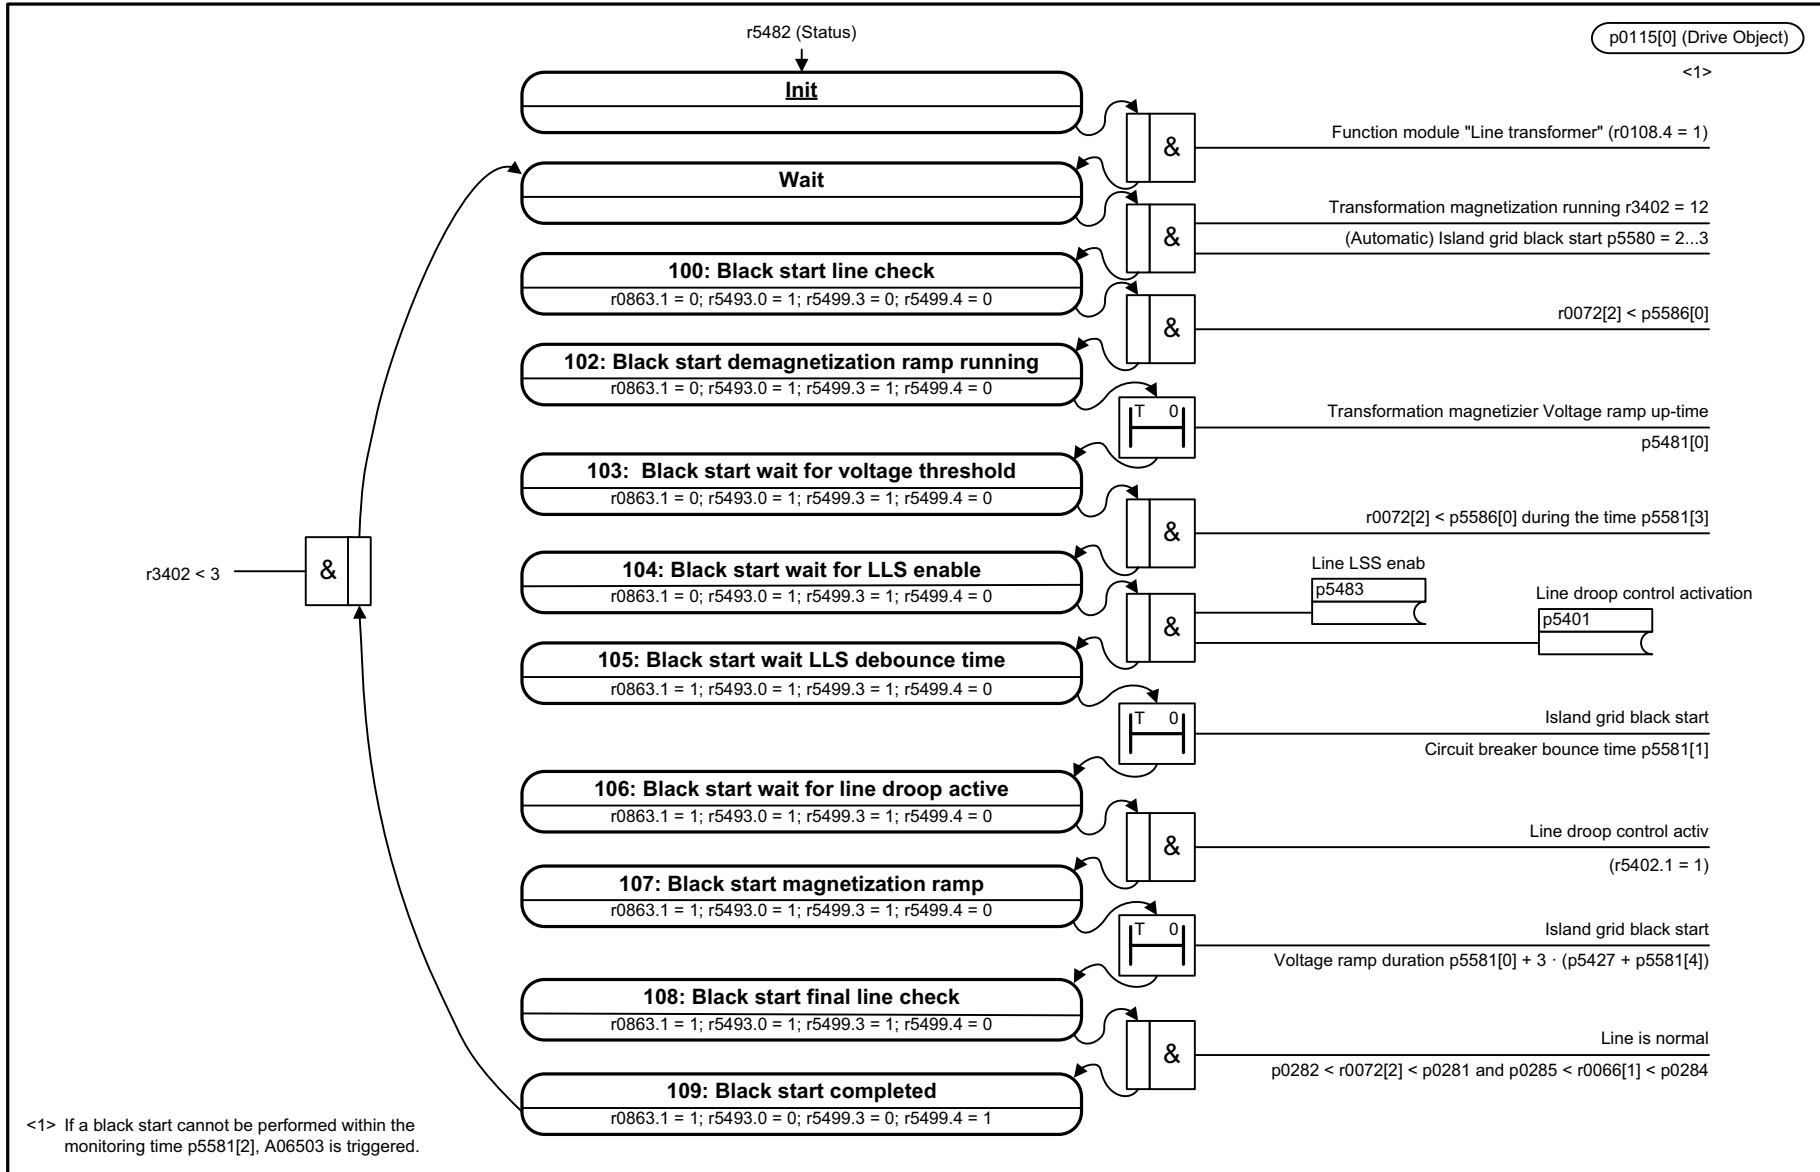 r5482 (Status)
p0115[0] (Drive Object)
<1>
Init
&
Function module "Line transformer" (r0108.4 = 1)
Wait
&
Transformation magnetization running r3402 = 12
(Automatic) Island grid black start p5580 = 2...3
100: Black start line check
r0863.1 = 0; r5493.0 = 1; r5499.3 = 0; r5499.4 = 0
&
r0072[2] < p5586[0]
102: Black start demagnetization ramp running
r0863.1 = 0; r5493.0 = 1; r5499.3 = 1; r5499.4 = 0
T 0
Transformation magnetizier Voltage ramp up-time
p5481[0]
103: Black start wait for voltage threshold
r0863.1 = 0; r5493.0 = 1; r5499.3 = 1; r5499.4 = 0
&
r0072[2] < p5586[0] during the time p5581[3]
r3402 < 3
&
104: Black start wait for LLS enable
r0863.1 = 0; r5493.0 = 1; r5499.3 = 1; r5499.4 = 0
&
Line LSS enab
p5483
Line droop control activation
p5401
105: Black start wait LLS debounce time
r0863.1 = 1; r5493.0 = 1; r5499.3 = 1; r5499.4 = 0
T 0
Island grid black start
Circuit breaker bounce time p5581[1]
106: Black start wait for line droop active
r0863.1 = 1; r5493.0 = 1; r5499.3 = 1; r5499.4 = 0
&
Line droop control activ
(r5402.1 = 1)
107: Black start magnetization ramp
r0863.1 = 1; r5493.0 = 1; r5499.3 = 1; r5499.4 = 0
T 0
Island grid black start
Voltage ramp duration p5581[0] + 3 · (p5427 + p5581[4])
108: Black start final line check
r0863.1 = 1; r5493.0 = 1; r5499.3 = 1; r5499.4 = 0
&
Line is normal
p0282 < r0072[2] < p0281 and p0285 < r0066[1] < p0284
109: Black start completed
r0863.1 = 1; r5493.0 = 0; r5499.3 = 0; r5499.4 = 1
<1> If a black start cannot be performed within the
monitoring time p5581[2], A06503 is triggered.